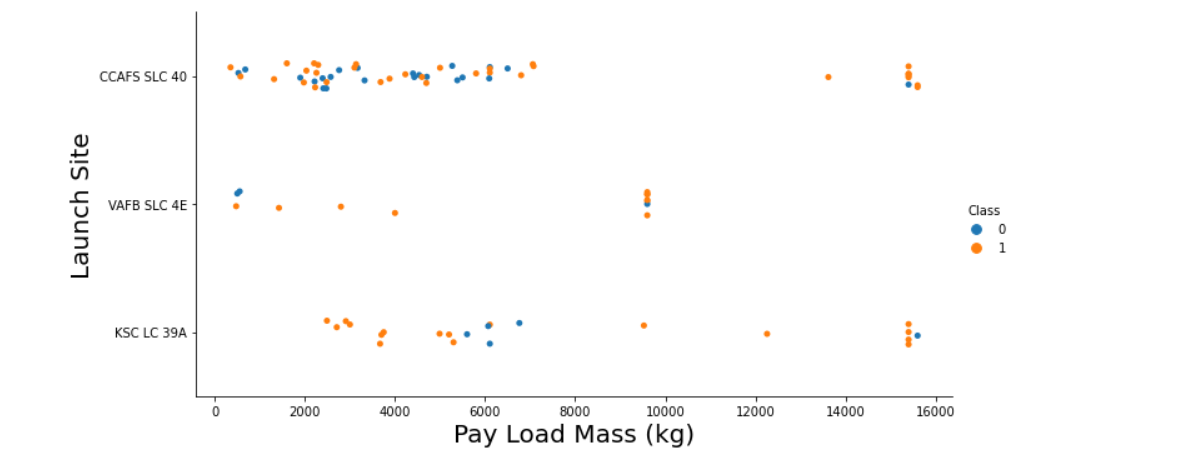 CCAFS SLC 40
VAFB SLC 4E
KSC LC 39A
Launch Site
0 2000 4000 6000 8000 10000 12000 14000 16000
Pay Load Mass (kg)
Class
0
1